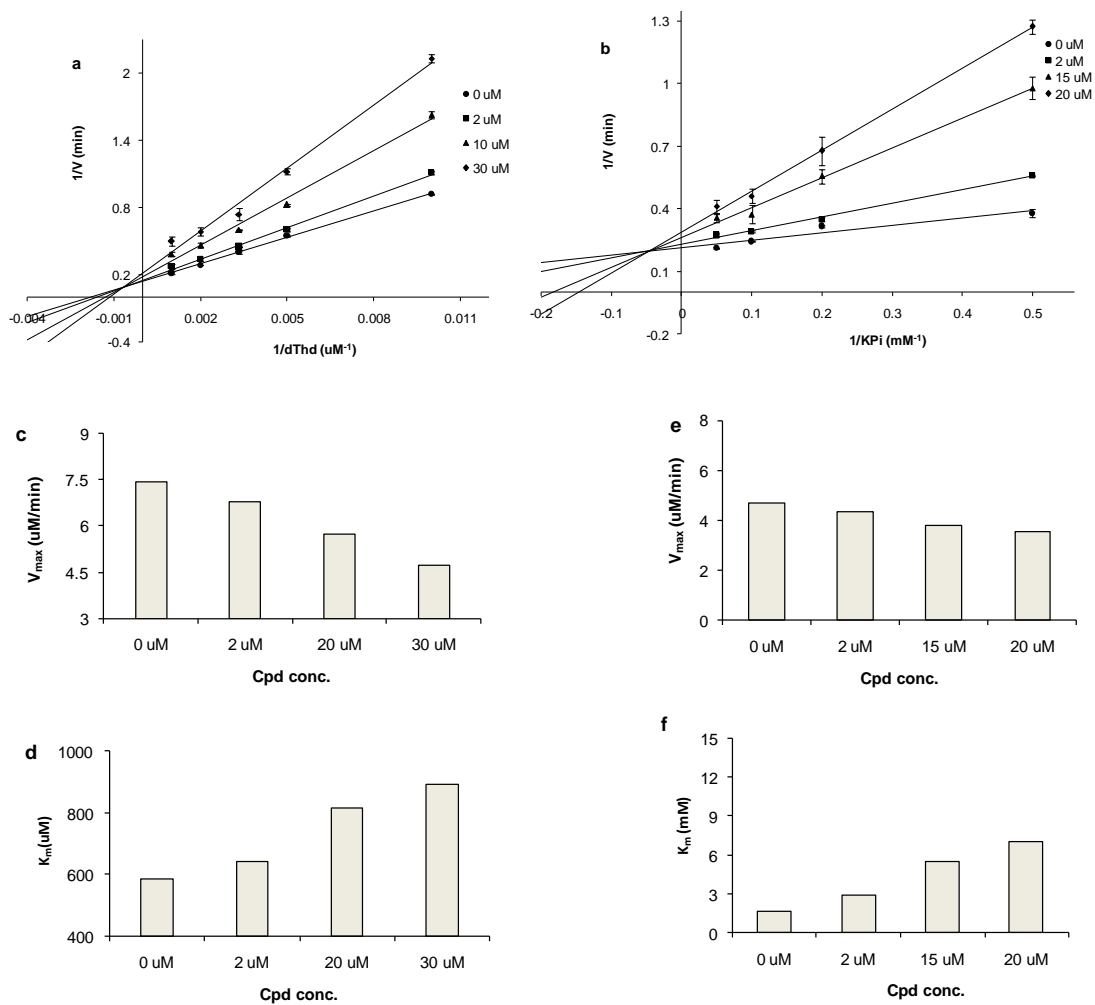 a
2
1.4
0.8
0.2
-0.4
-0.004
-0.001
0.002
0.005
0.008
0.011
1/V (min)
1/dThd (uM⁻¹)
0 uM
2 uM
10 uM
30 uM
b
1.3
1
0.7
0.4
0.1
-0.2
-0.2
-0.1
0
0.1
0.2
0.3
0.4
0.5
1/V (min)
1/KPi (mM⁻¹)
0 uM
2 uM
15 uM
20 uM
c
9
7.5
6
4.5
3
Vmax (uM/min)
0 uM 2 uM 20 uM 30 uM
Cpd conc.
e
8
6
4
2
0
Vmax (uM/min)
0 uM 2 uM 15 uM 20 uM
Cpd conc.
d
1000
800
600
400
Km(uM)
0 uM 2 uM 20 uM 30 uM
Cpd conc.
f
15
12
9
6
3
0
Km (mM)
0 uM 2 uM 15 uM 20 uM
Cpd conc.